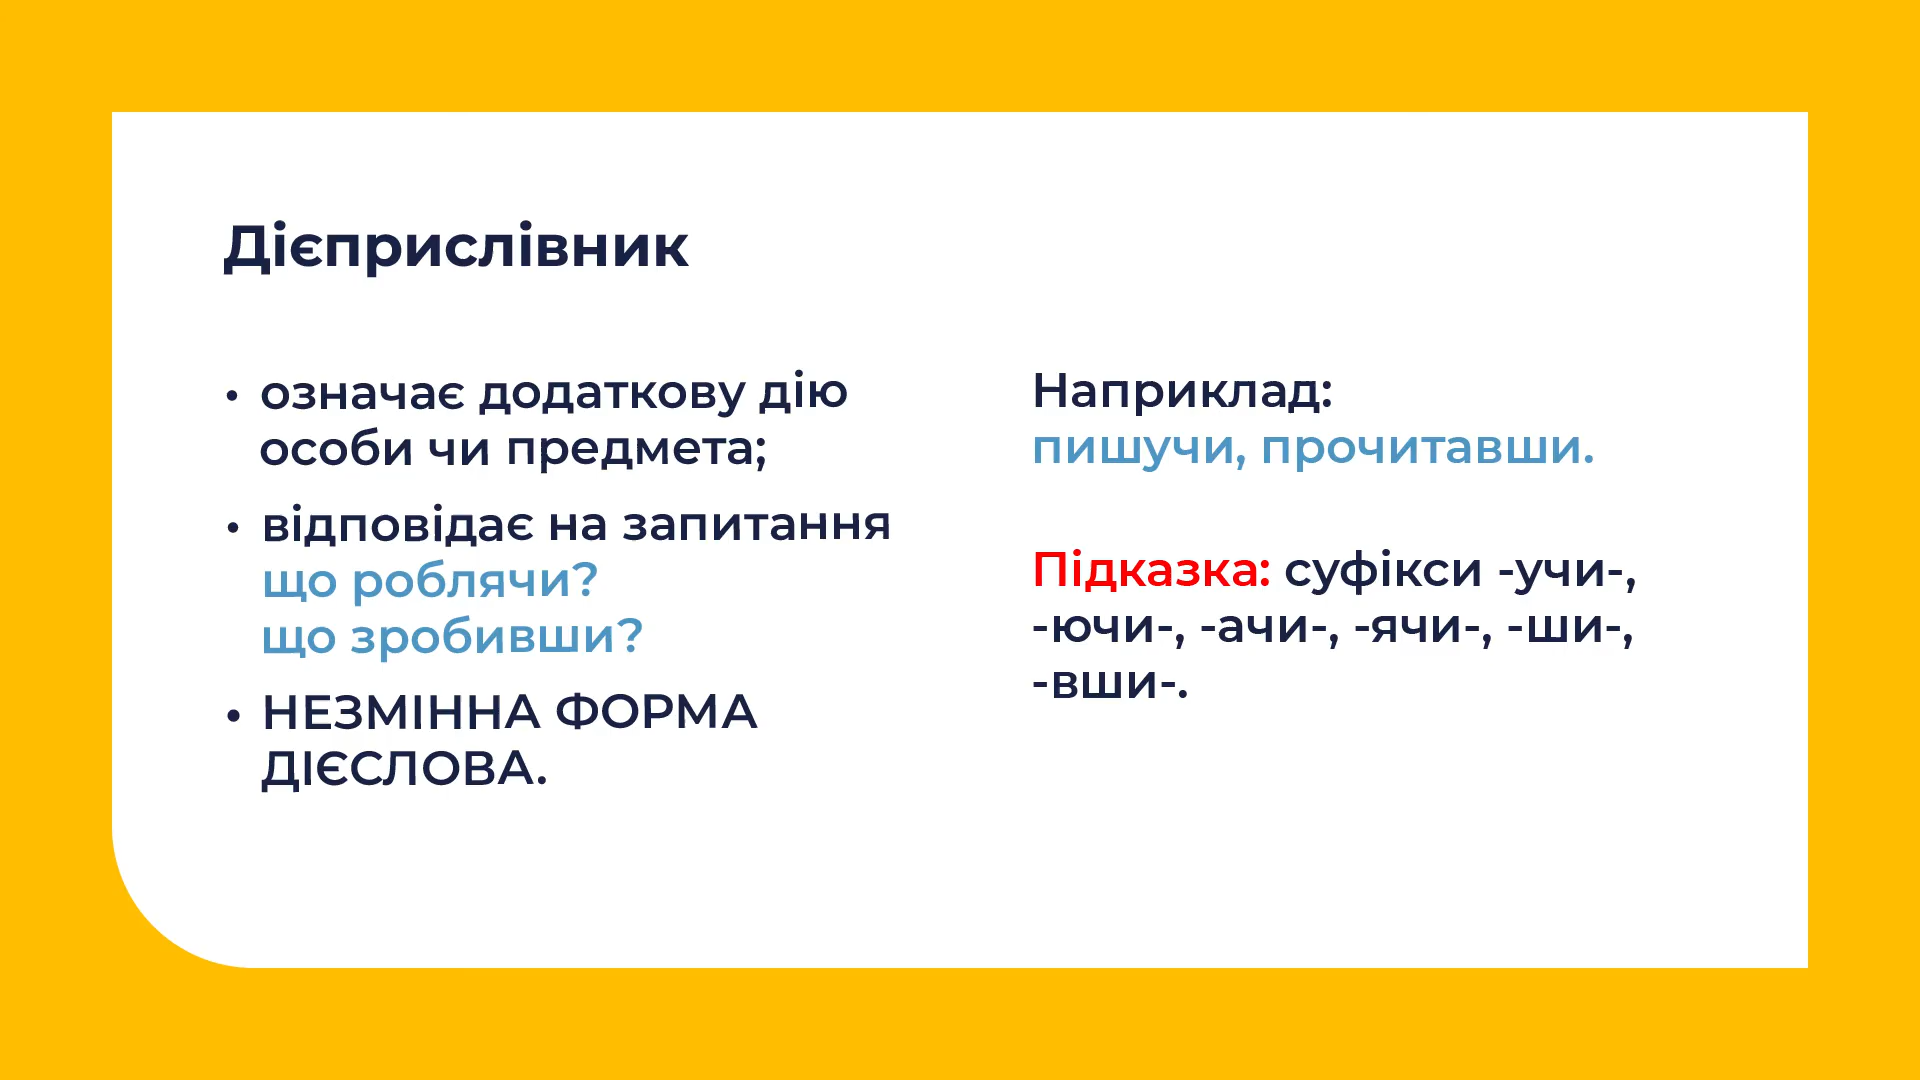 Дієприслівник
• означає додаткову дію
особи чи предмета;
• відповідає на запитання
що роблячи?
що зробивши?
• НЕЗМІННА ФОРМА
ДІЄСЛОВА.
Наприклад:
пишучи, прочитавши.
Підказка: суфікси -учи-,
-ючи-, -ачи-, -ячи-, -ши-,
-вши-.